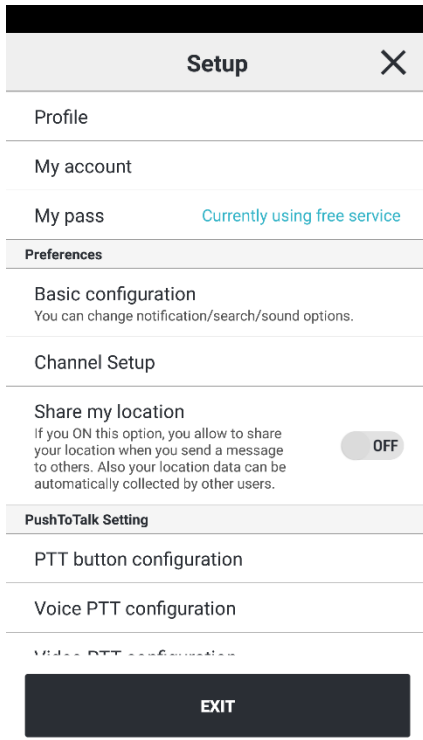 Setup
Profile
My account
My pass
Currently using free service
Preferences
Basic configuration
You can change notification/search/sound options.
Channel Setup
Share my location
If you ON this option, you allow to share
your location when you send a message
to others. Also your location data can be
automatically collected by other users.
OFF
PushToTalk Setting
PTT button configuration
Voice PTT configuration
Video PTT configuration
EXIT